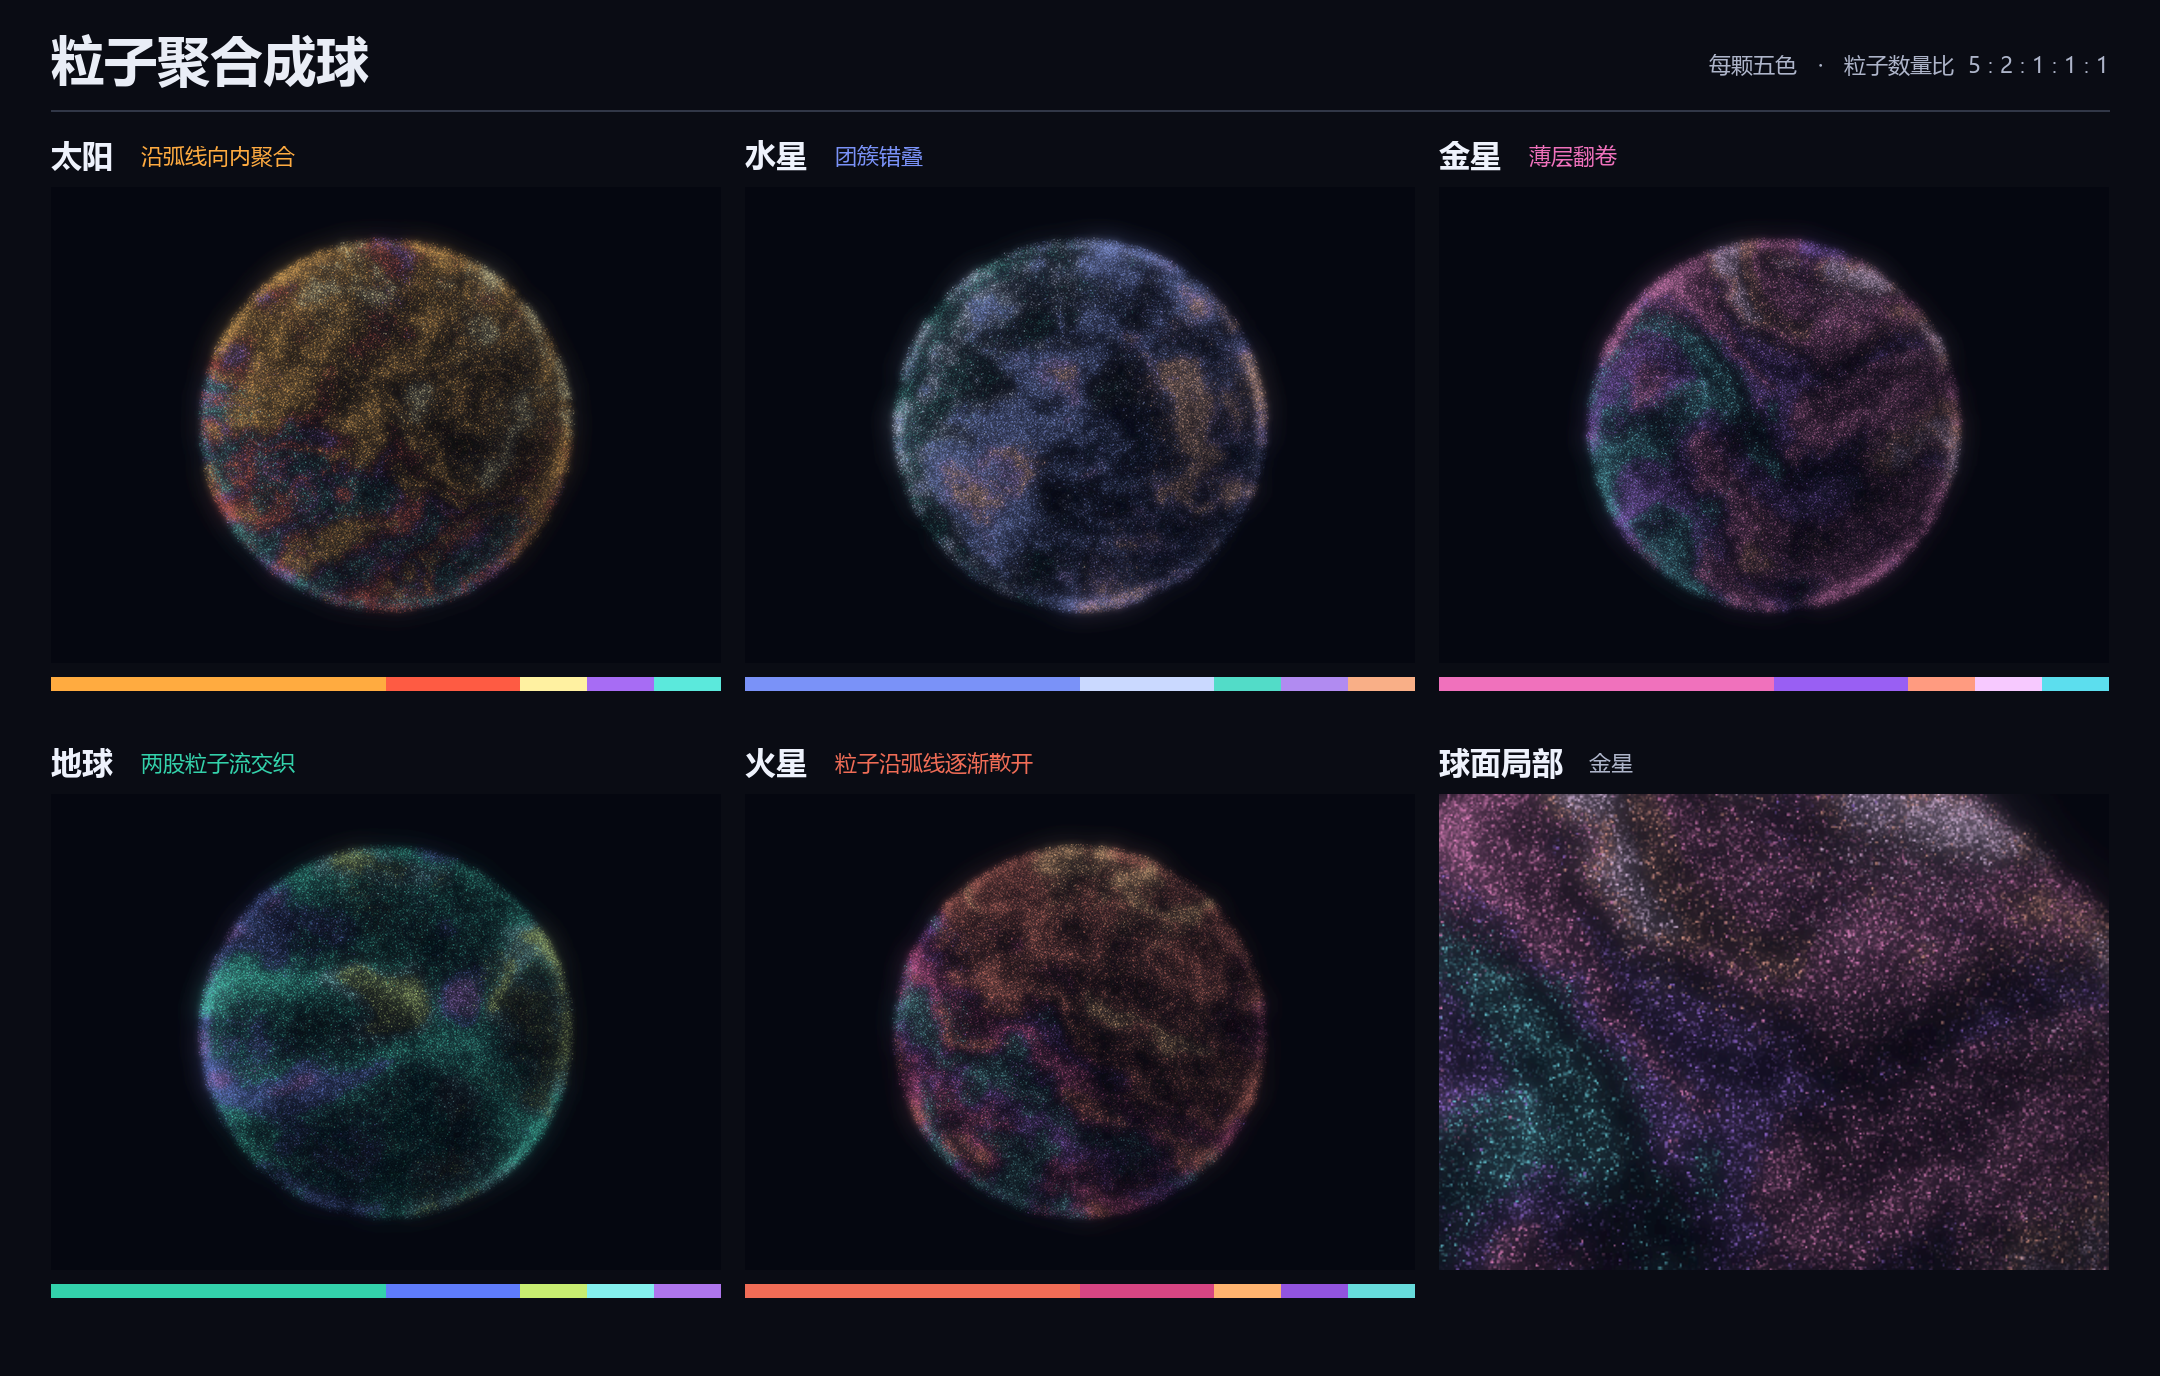 粒子聚合成球
每颗五色 · 粒子数量比 5 : 2 : 1 : 1 : 1
太阳 沿弧线向内聚合
水星 团簇错叠
金星 薄层翻卷
地球 两股粒子流交织
火星 粒子沿弧线逐渐散开
球面局部 金星